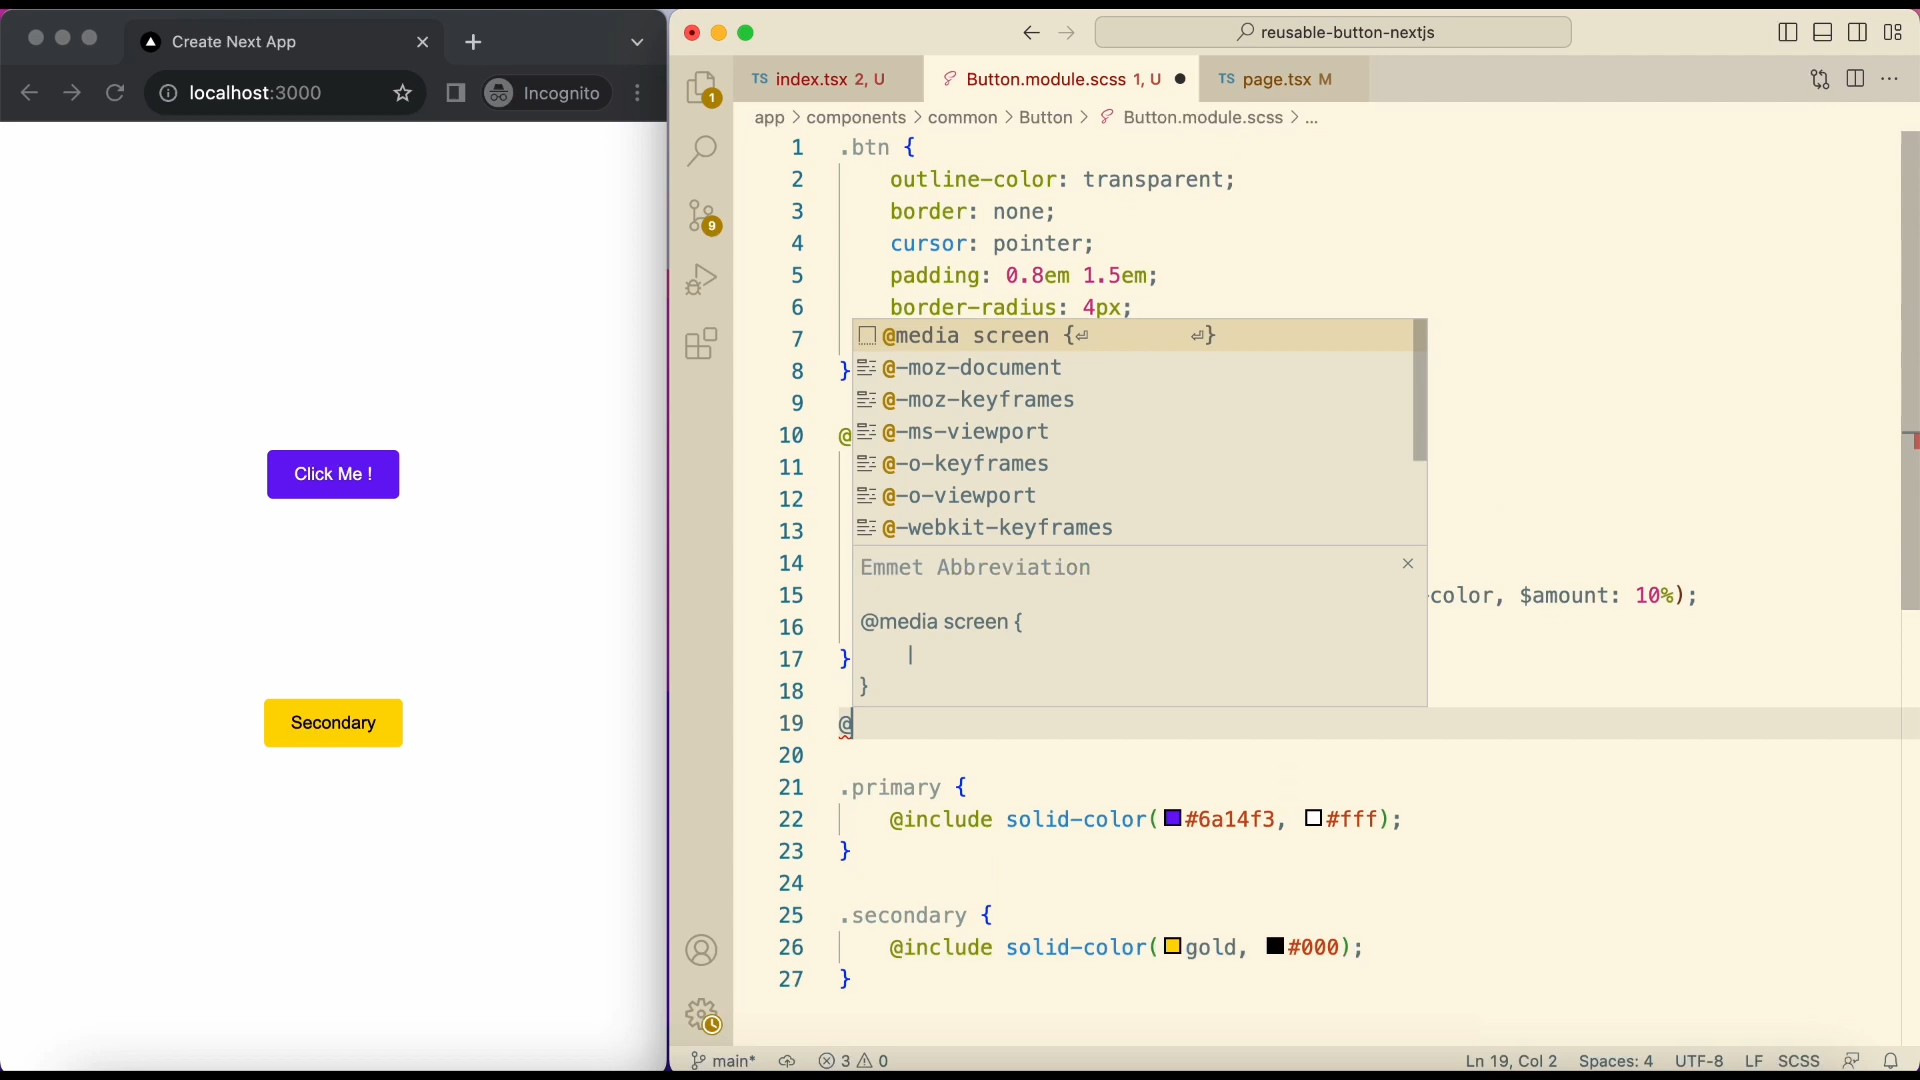 Create Next App
localhost:3000
Incognito
Click Me !
Secondary
reusable-button-nextjs
TS index.tsx 2, U
Button.module.scss 1, U
TS page.tsx M
app > components > common > Button > Button.module.scss > ...
1
9
1 .btn {
2 outline-color: transparent;
3 border: none;
4 cursor: pointer;
5 padding: 0.8em 1.5em;
6 border-radius: 4px;
7
8 }
9
10 @
11
12
13
14
15 color, $amount: 10%);
16
17 }
18
19 @
20
21 .primary {
22 @include solid-color(#6a14f3, #fff);
23 }
24
25 .secondary {
26 @include solid-color(gold, #000);
27 }
@media screen {⏎ ⏎}
@-moz-document
@-moz-keyframes
@-ms-viewport
@-o-keyframes
@-o-viewport
@-webkit-keyframes
Emmet Abbreviation
@media screen {
|
}
main* 3 0
Ln 19, Col 2 Spaces: 4 UTF-8 LF SCSS